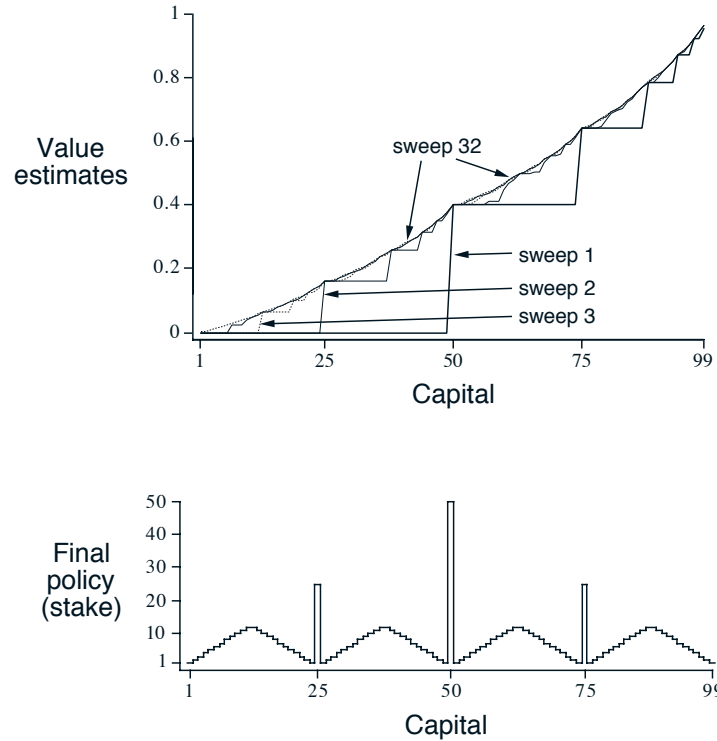 1
0.8
0.6
0.4
0.2
0
Value
estimates
sweep 32
sweep 1
sweep 2
sweep 3
1 25 50 75 99
Capital
50
40
30
20
10
1
Final
policy
(stake)
1 25 50 75 99
Capital